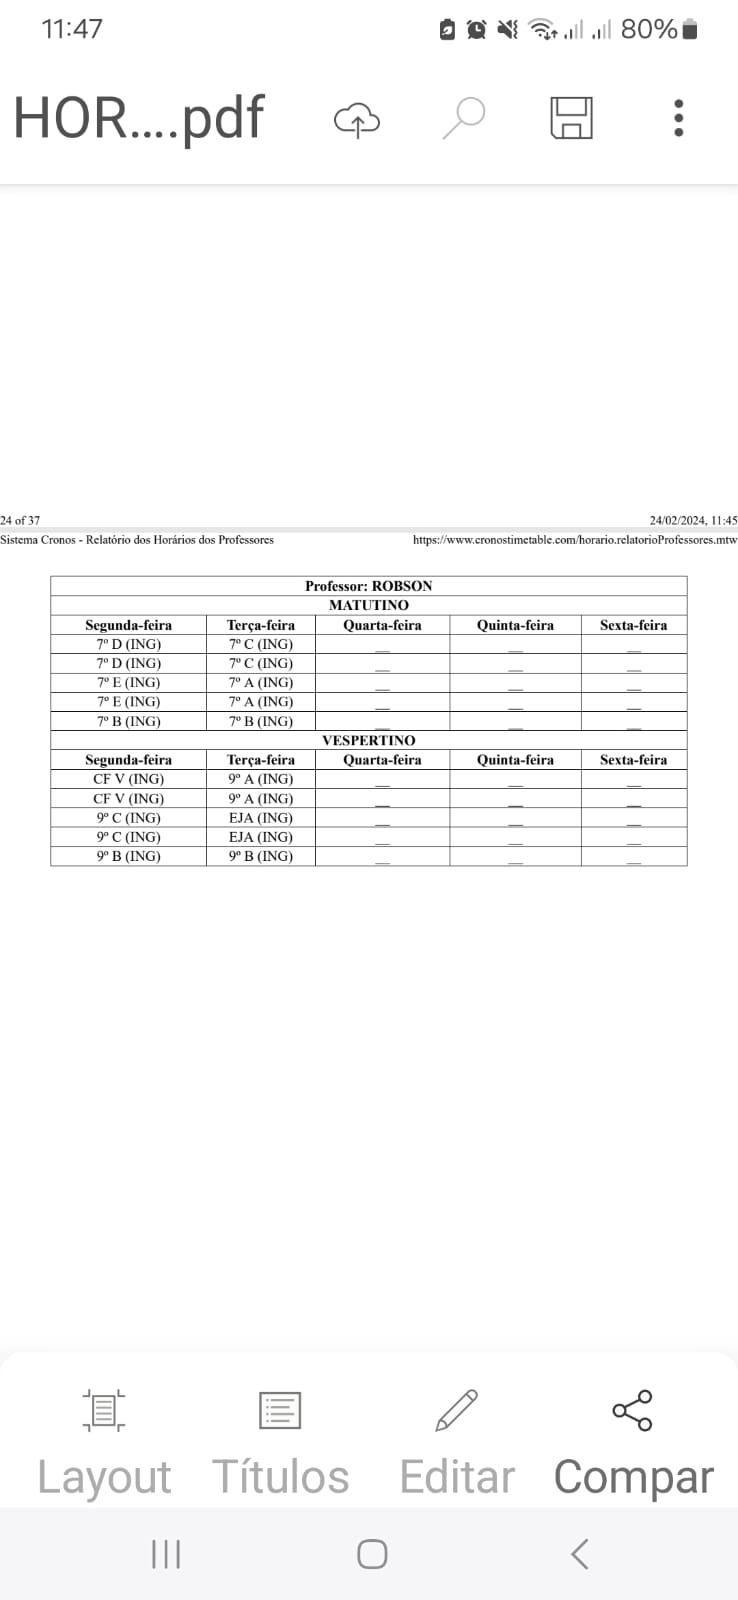 11:47 80%
HOR....pdf
24 of 37 24/02/2024, 11:45
Sistema Cronos - Relatório dos Horários dos Professores https://www.cronostimetable.com/horario.relatorioProfessores.mtw
Professor: ROBSON
MATUTINO
Segunda-feira Terça-feira Quarta-feira Quinta-feira Sexta-feira
7º D (ING) 7º C (ING) __ __ __
7º D (ING) 7º C (ING) __ __ __
7º E (ING) 7º A (ING) __ __ __
7º E (ING) 7º A (ING) __ __ __
7º B (ING) 7º B (ING) __ __ __
VESPERTINO
Segunda-feira Terça-feira Quarta-feira Quinta-feira Sexta-feira
CF V (ING) 9º A (ING) __ __ __
CF V (ING) 9º A (ING) __ __ __
9º C (ING) EJA (ING) __ __ __
9º C (ING) EJA (ING) __ __ __
9º B (ING) 9º B (ING) __ __ __
Layout Títulos Editar Compar